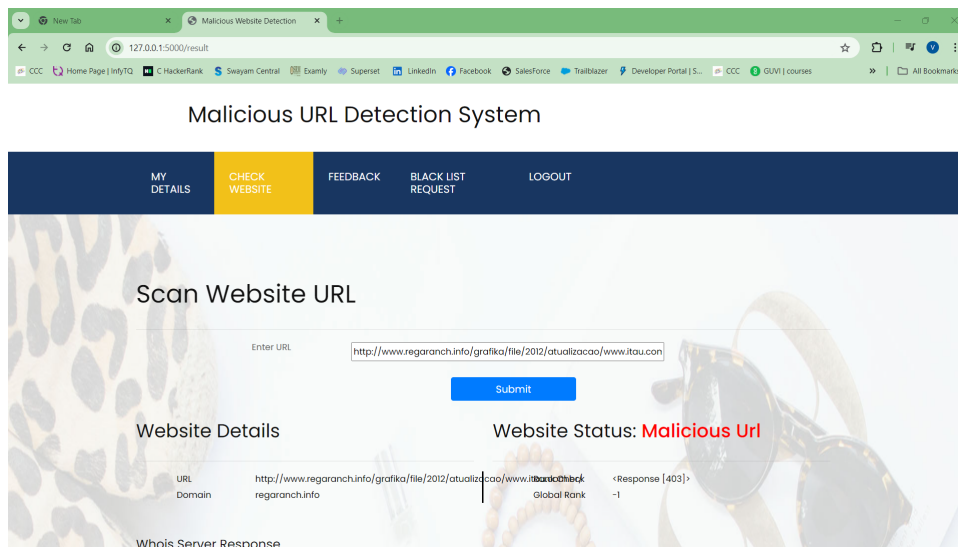 New Tab
Malicious Website Detection
127.0.0.1:5000/result
CCC Home Page | InfyTQ C HackerRank Swayam Central Examly Superset LinkedIn Facebook SalesForce Trailblazer Developer Portal | S... CCC GUVI | courses » All Bookmarks
Malicious URL Detection System
MY DETAILS
CHECK WEBSITE
FEEDBACK
BLACK LIST REQUEST
LOGOUT
Scan Website URL
Enter URL http://www.regaranch.info/grafika/file/2012/atualizacao/www.itau.com
Submit
Website Details
Website Status: Malicious Url
URL http://www.regaranch.info/grafika/file/2012/atualizacao/www.itau.com.br/
<Response [403]>
Domain regaranch.info
Global Rank -1
Whois Server Response